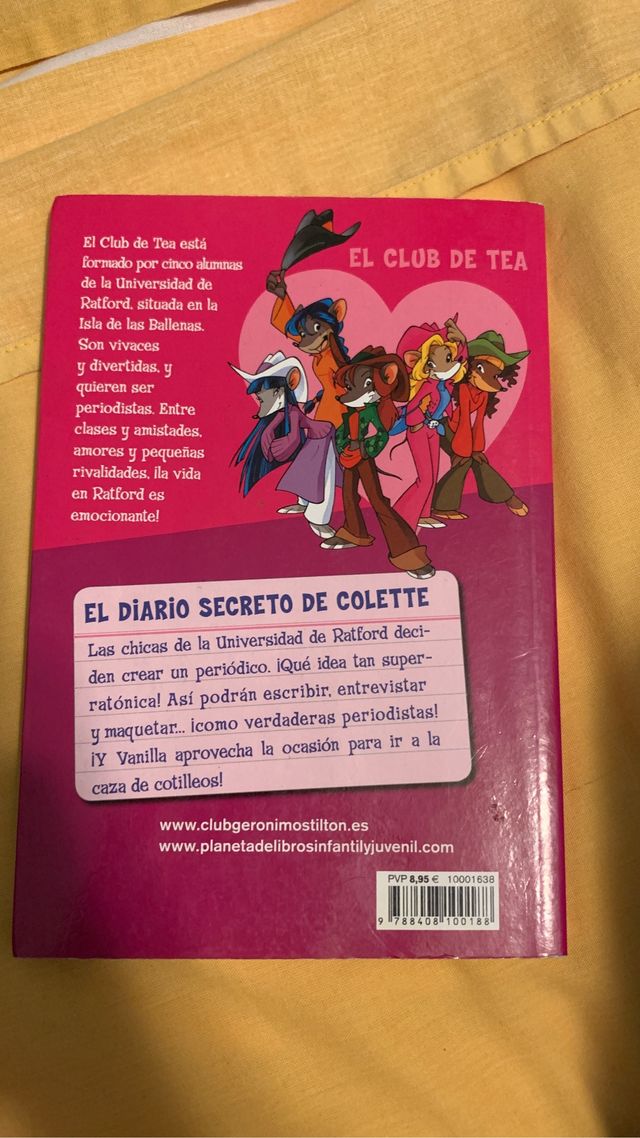 El Club de Tea está
formado por cinco alumnas
de la Universidad de
Ratford, situada en la
Isla de las Ballenas.
Son vivaces
y divertidas, y
quieren ser
periodistas. Entre
clases y amistades,
amores y pequeñas
rivalidades, ¡la vida
en Ratford es
emocionante!
EL CLUB DE TEA
EL DIARIO SECRETO DE COLETTE
Las chicas de la Universidad de Ratford deci-
den crear un periódico. ¡Qué idea tan super-
ratónica! Así podrán escribir, entrevistar
y maquetar... ¡como verdaderas periodistas!
¡Y Vanilla aprovecha la ocasión para ir a la
caza de cotilleos!
www.clubgeronimostilton.es
www.planetadelibrosinfantilyjuvenil.com
PVP 8,95 € 10001638
9 788408 100188